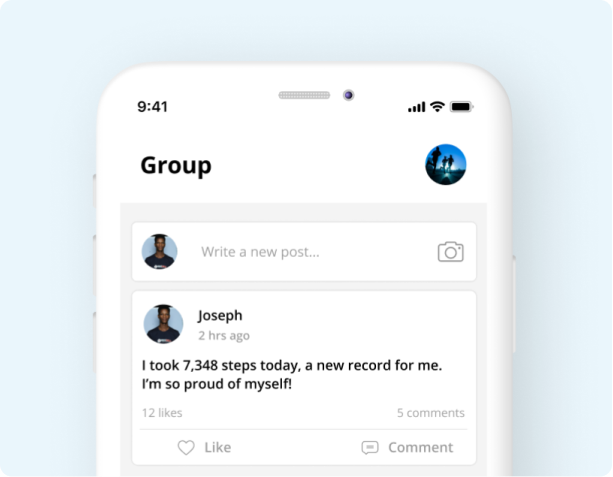 9:41
Group
Write a new post...
Joseph
2 hrs ago
I took 7,348 steps today, a new record for me.
I'm so proud of myself!
12 likes 5 comments
Like Comment